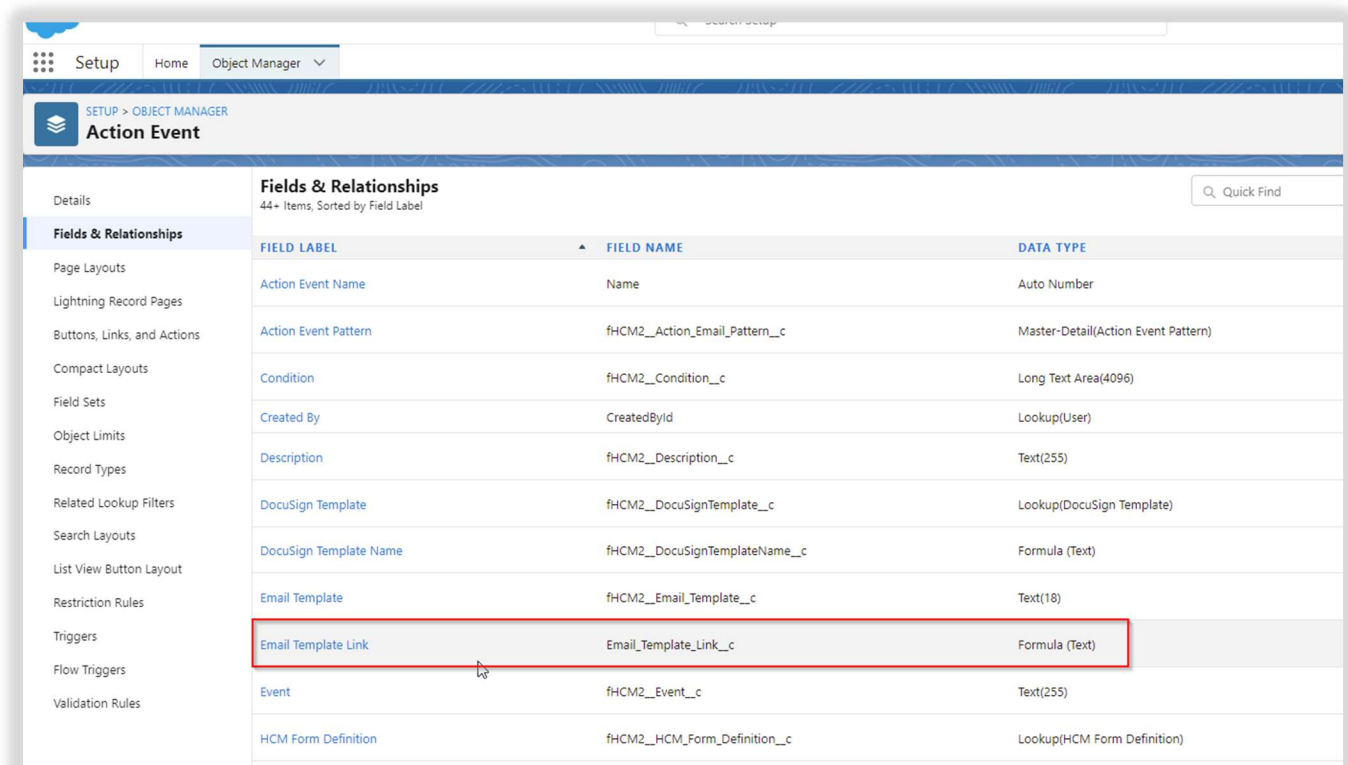 Search Setup
Setup Home Object Manager
SETUP > OBJECT MANAGER
Action Event
Details
Fields & Relationships
Page Layouts
Lightning Record Pages
Buttons, Links, and Actions
Compact Layouts
Field Sets
Object Limits
Record Types
Related Lookup Filters
Search Layouts
List View Button Layout
Restriction Rules
Triggers
Flow Triggers
Validation Rules
Fields & Relationships
44+ Items, Sorted by Field Label
Quick Find
FIELD LABEL FIELD NAME DATA TYPE
Action Event Name Name Auto Number
Action Event Pattern fHCM2__Action_Email_Pattern__c Master-Detail(Action Event Pattern)
Condition fHCM2__Condition__c Long Text Area(4096)
Created By CreatedById Lookup(User)
Description fHCM2__Description__c Text(255)
DocuSign Template fHCM2__DocuSignTemplate__c Lookup(DocuSign Template)
DocuSign Template Name fHCM2__DocuSignTemplateName__c Formula (Text)
Email Template fHCM2__Email_Template__c Text(18)
Email Template Link Email_Template_Link__c Formula (Text)
Event fHCM2__Event__c Text(255)
HCM Form Definition fHCM2__HCM_Form_Definition__c Lookup(HCM Form Definition)